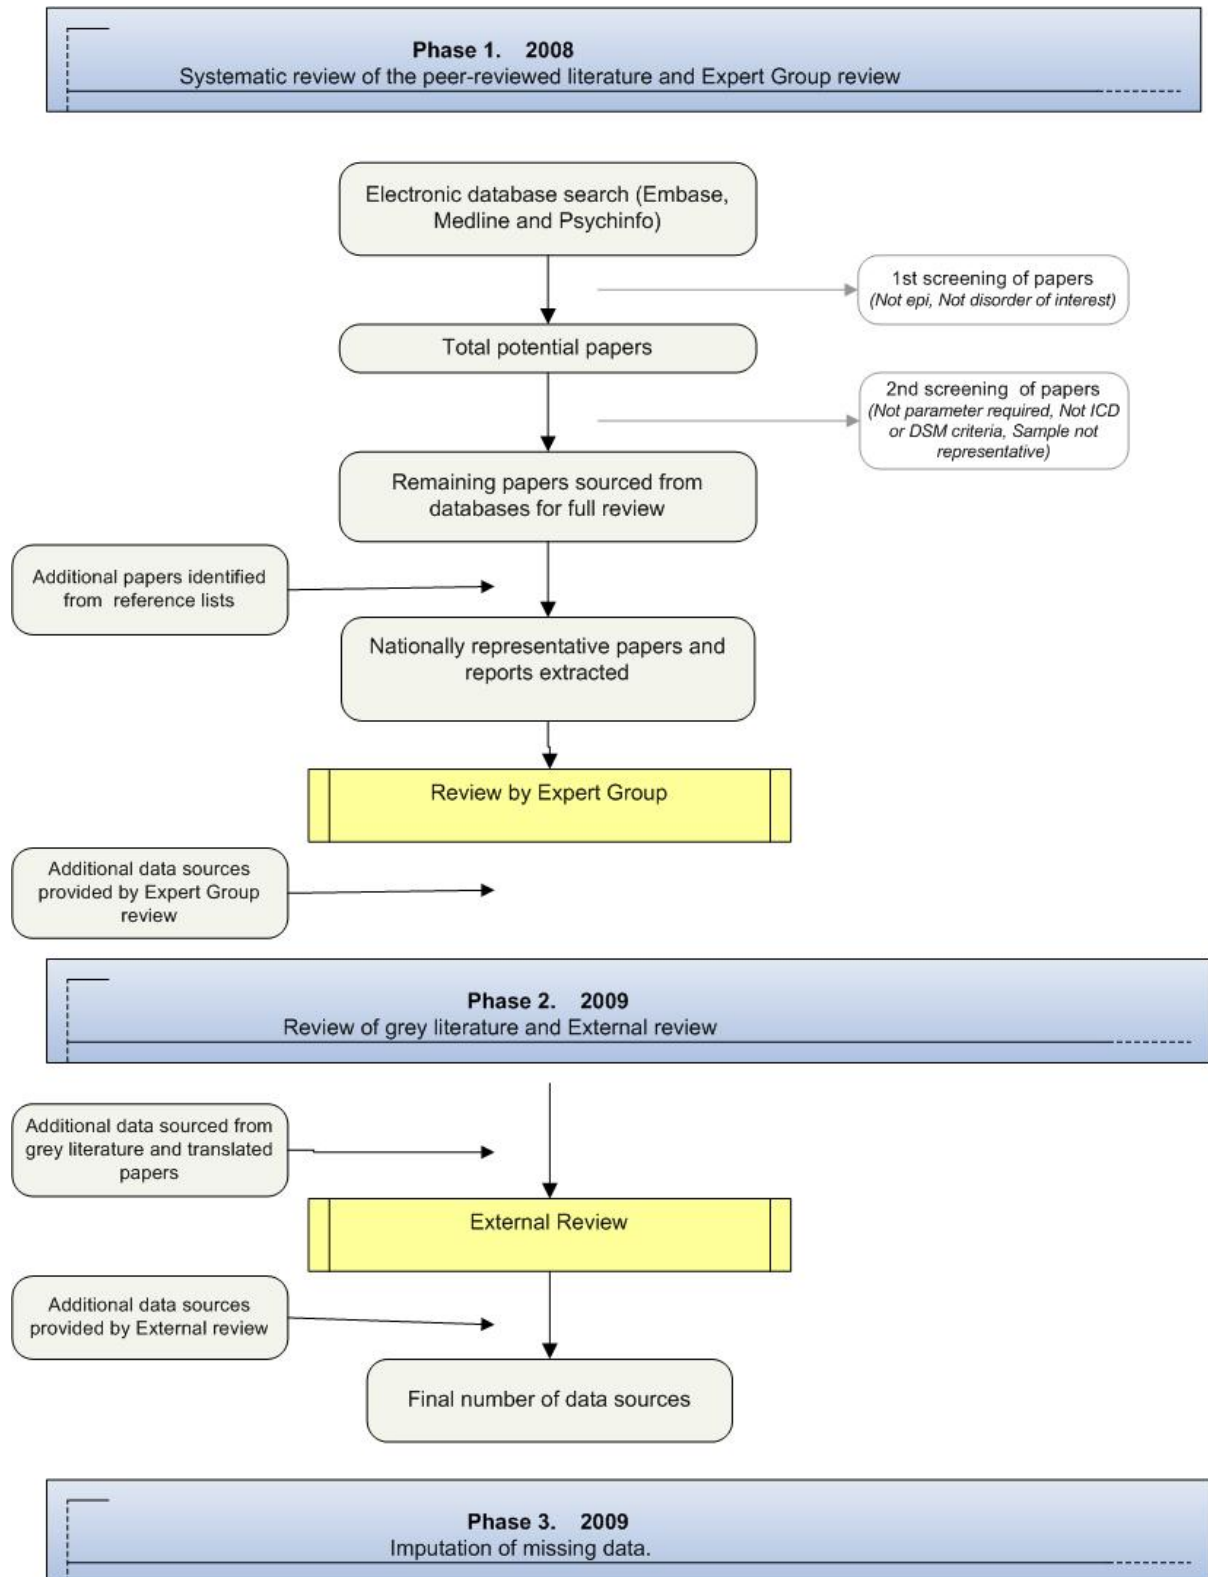 Phase 1. 2008
Systematic review of the peer-reviewed literature and Expert Group review
Electronic database search (Embase,
Medline and Psychinfo)
1st screening of papers
(Not epi, Not disorder of interest)
Total potential papers
2nd screening of papers
(Not parameter required, Not ICD
or DSM criteria, Sample not
representative)
Remaining papers sourced from
databases for full review
Additional papers identified
from reference lists
Nationally representative papers and
reports extracted
Review by Expert Group
Additional data sources
provided by Expert Group
review
Phase 2. 2009
Review of grey literature and External review
Additional data sourced from
grey literature and translated
papers
External Review
Additional data sources
provided by External review
Final number of data sources
Phase 3. 2009
Imputation of missing data.